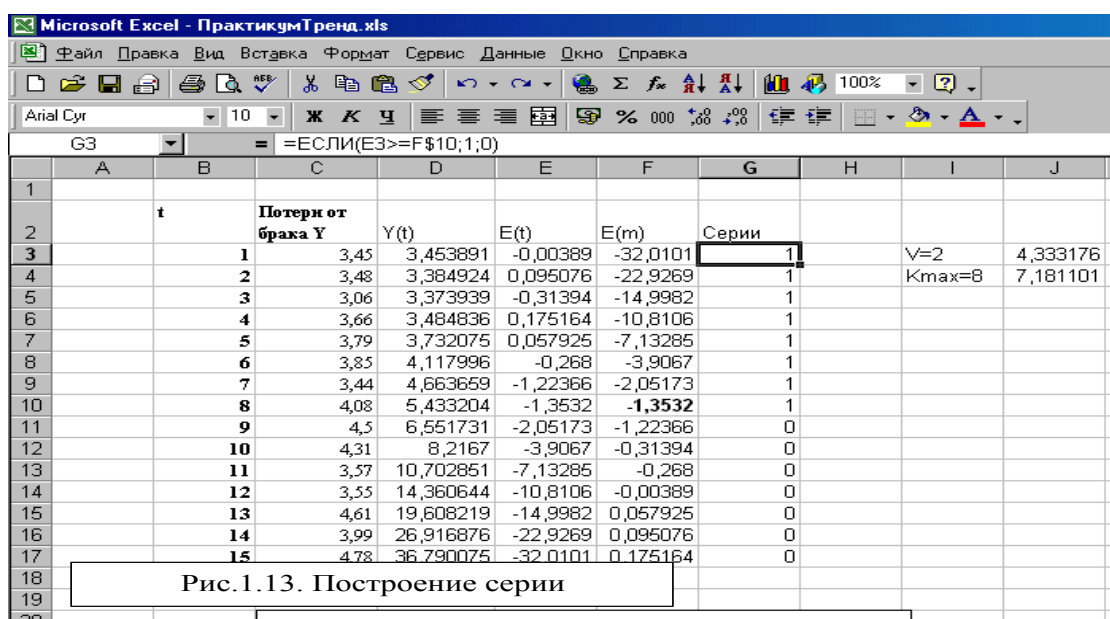 Microsoft Excel - ПрактикумТренд.xls
Файл Правка Вид Вставка Формат Сервис Данные Окно Справка
100%
Arial Cyr 10 Ж К Ч % 000
G3 = =ЕСЛИ(E3>=F$10;1;0)
A B C D E F G H I J
1
2 t Потери от брака Y Y(t) E(t) E(m) Серии
3 1 3,45 3,453891 -0,00389 -32,0101 1 V=2 4,333176
4 2 3,48 3,384924 0,095076 -22,9269 1 Kmax=8 7,181101
5 3 3,06 3,373939 -0,31394 -14,9982 1
6 4 3,66 3,484836 0,175164 -10,8106 1
7 5 3,79 3,732075 0,057925 -7,13285 1
8 6 3,85 4,117996 -0,268 -3,9067 1
9 7 3,44 4,663659 -1,22366 -2,05173 1
10 8 4,08 5,433204 -1,3532 -1,3532 1
11 9 4,5 6,551731 -2,05173 -1,22366 0
12 10 4,31 8,2167 -3,9067 -0,31394 0
13 11 3,57 10,702851 -7,13285 -0,268 0
14 12 3,55 14,360644 -10,8106 -0,00389 0
15 13 4,61 19,608219 -14,9982 0,057925 0
16 14 3,99 26,916876 -22,9269 0,095076 0
17 15 4,78 36,790075 -32,0101 0,175164 0
18
Рис.1.13. Построение серии
19
20